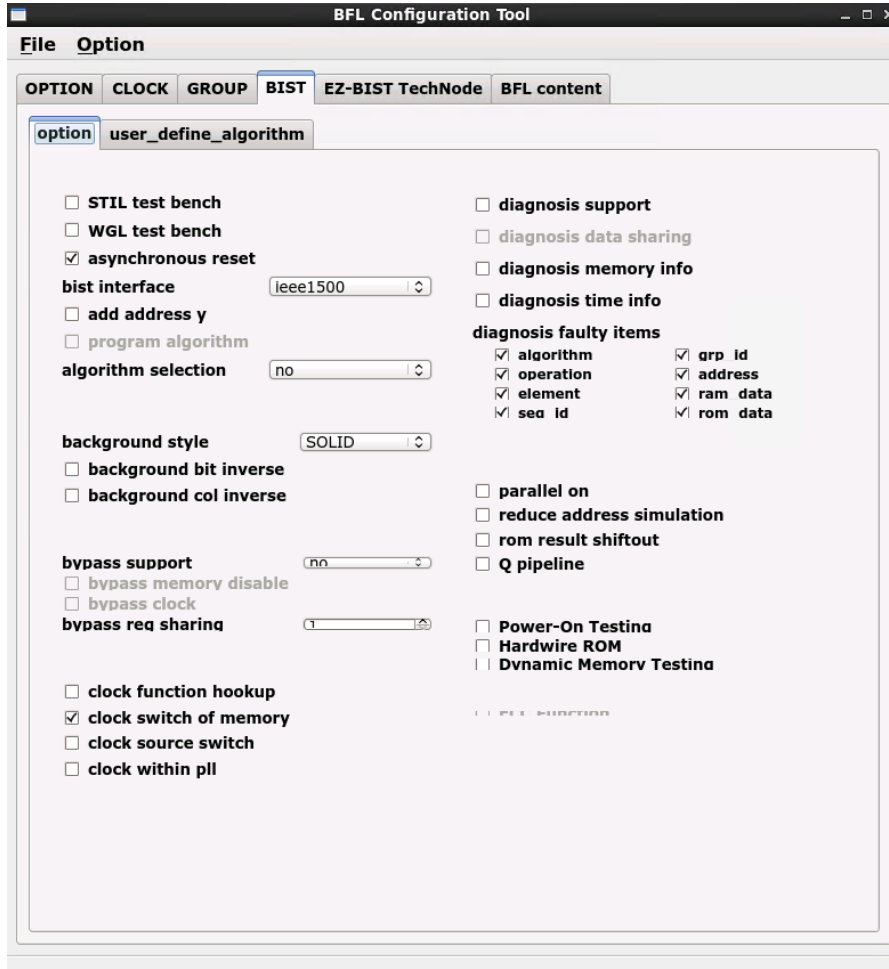 BFL Configuration Tool
File Option
OPTION CLOCK GROUP BIST EZ-BIST TechNode BFL content
option user_define_algorithm
STIL test bench
WGL test bench
asynchronous reset
bist interface ieee1500
add address y
program algorithm
algorithm selection no
background style SOLID
background bit inverse
background col inverse
bypass support no
bypass memory disable
bypass clock
bypass reg sharing 1
clock function hookup
clock switch of memory
clock source switch
clock within pll
diagnosis support
diagnosis data sharing
diagnosis memory info
diagnosis time info
diagnosis faulty items
algorithm grp_id
operation address
element ram_data
seq_id rom_data
parallel on
reduce address simulation
rom result shiftout
Q pipeline
Power-On Testing
Hardwire ROM
Dynamic Memory Testing
Function